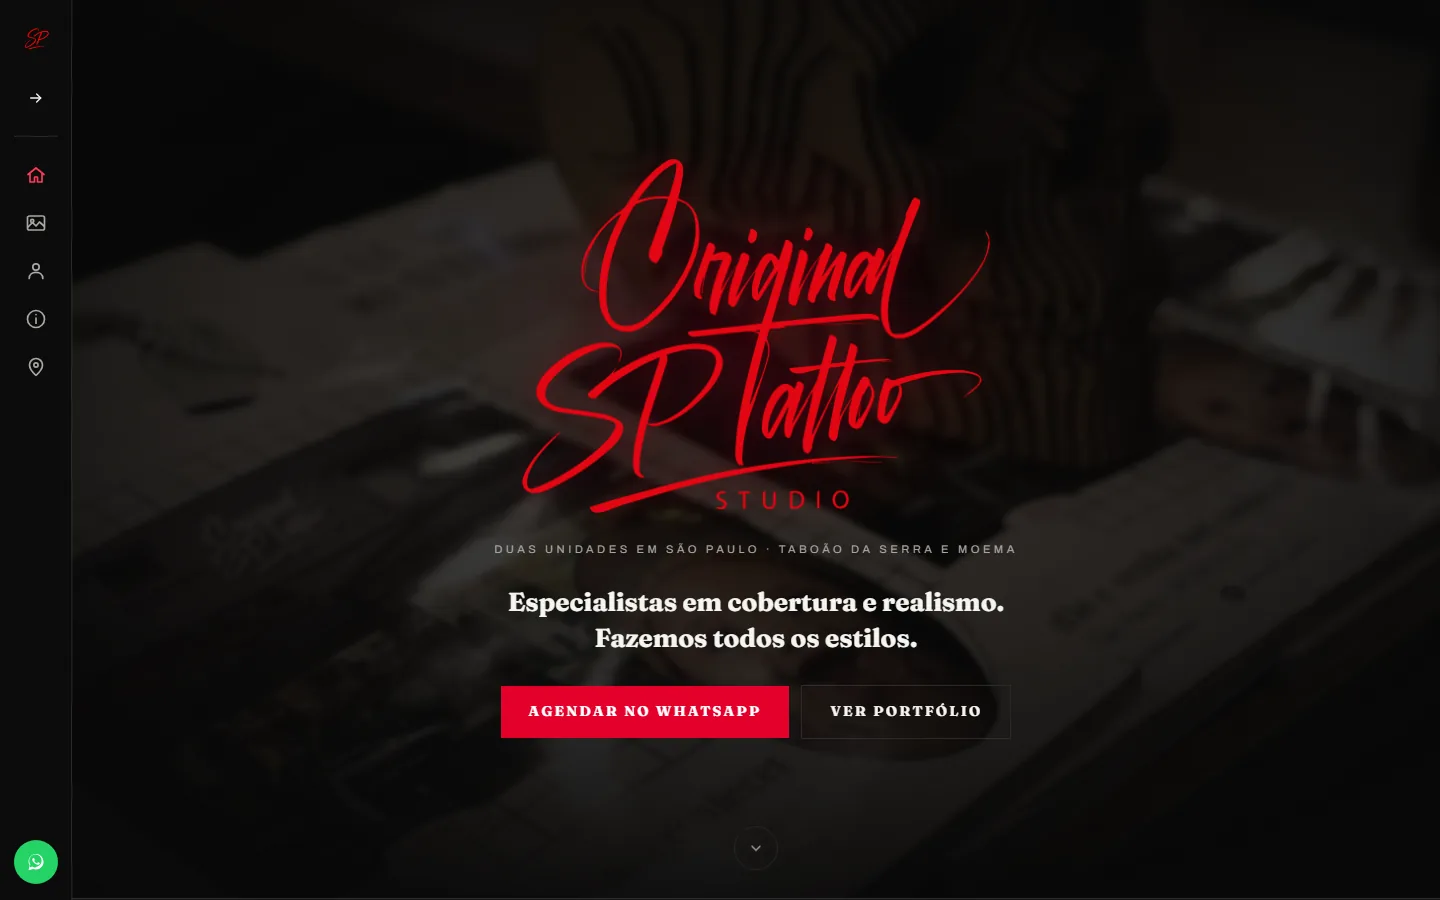 SP
Original
SP Tattoo
STUDIO
DUAS UNIDADES EM SÃO PAULO · TABOÃO DA SERRA E MOEMA
Especialistas em cobertura e realismo.
Fazemos todos os estilos.
AGENDAR NO WHATSAPP
VER PORTFÓLIO